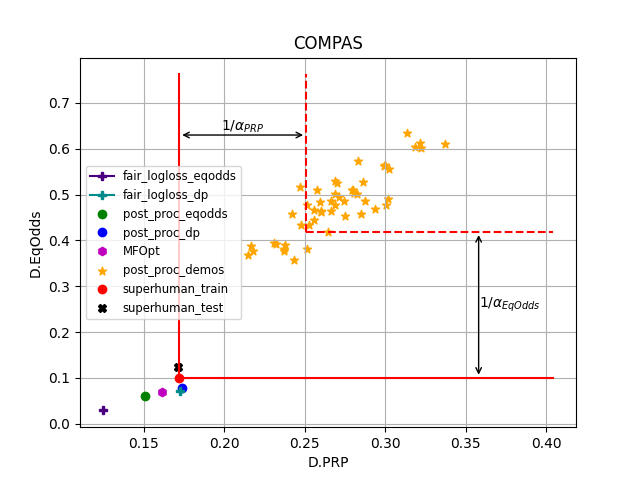 COMPAS
1/αPRP
fair_logloss_eqodds
fair_logloss_dp
post_proc_eqodds
post_proc_dp
MFOpt
post_proc_demos
superhuman_train
superhuman_test
1/αEqOdds
D.EqOdds
0.7
0.6
0.5
0.4
0.3
0.2
0.1
0.0
0.15 0.20 0.25 0.30 0.35 0.40
D.PRP